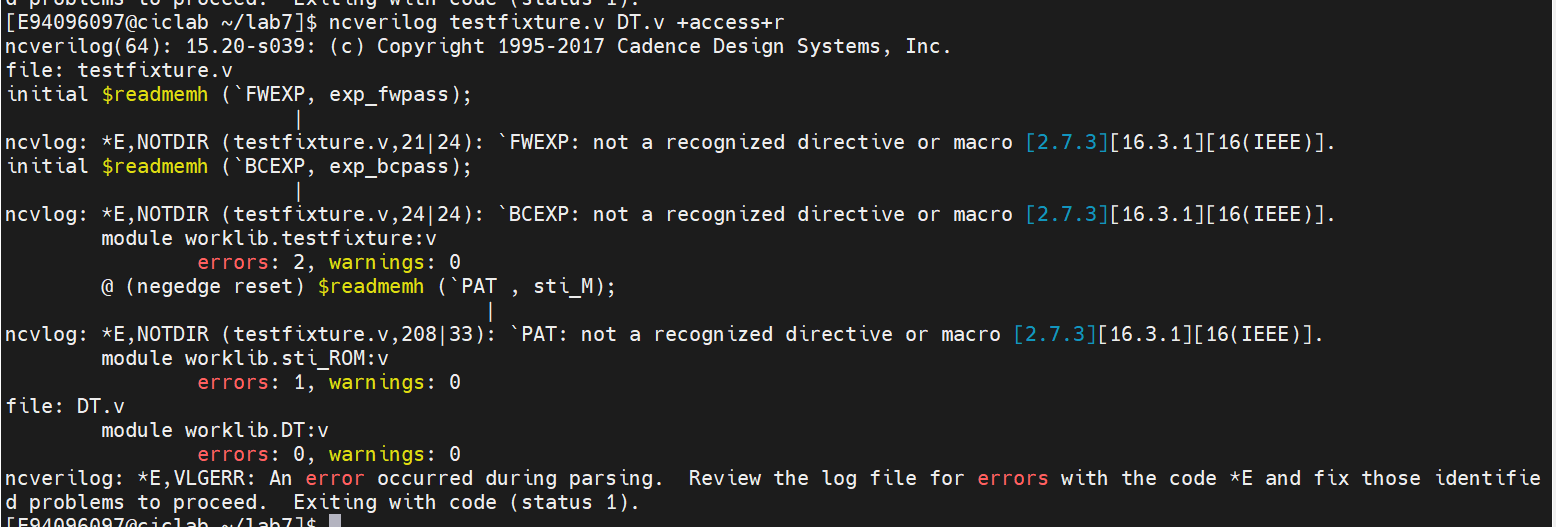 d problems to proceed.  Exiting with code (status 1).
[E94096097@ciclab ~/lab7]$ ncverilog testfixture.v DT.v +access+r
ncverilog(64): 15.20-s039: (c) Copyright 1995-2017 Cadence Design Systems, Inc.
file: testfixture.v
initial $readmemh (`FWEXP, exp_fwpass);
                        |
ncvlog: *E,NOTDIR (testfixture.v,21|24): `FWEXP: not a recognized directive or macro [2.7.3][16.3.1][16(IEEE)].
initial $readmemh (`BCEXP, exp_bcpass);
                        |
ncvlog: *E,NOTDIR (testfixture.v,24|24): `BCEXP: not a recognized directive or macro [2.7.3][16.3.1][16(IEEE)].
        module worklib.testfixture:v
                errors: 2, warnings: 0
        @ (negedge reset) $readmemh (`PAT , sti_M);
                                        |
ncvlog: *E,NOTDIR (testfixture.v,208|33): `PAT: not a recognized directive or macro [2.7.3][16.3.1][16(IEEE)].
        module worklib.sti_ROM:v
                errors: 1, warnings: 0
file: DT.v
        module worklib.DT:v
                errors: 0, warnings: 0
ncverilog: *E,VLGERR: An error occurred during parsing.  Review the log file for errors with the code *E and fix those identifie
d problems to proceed.  Exiting with code (status 1).
[E94096097@ciclab ~/lab7]$